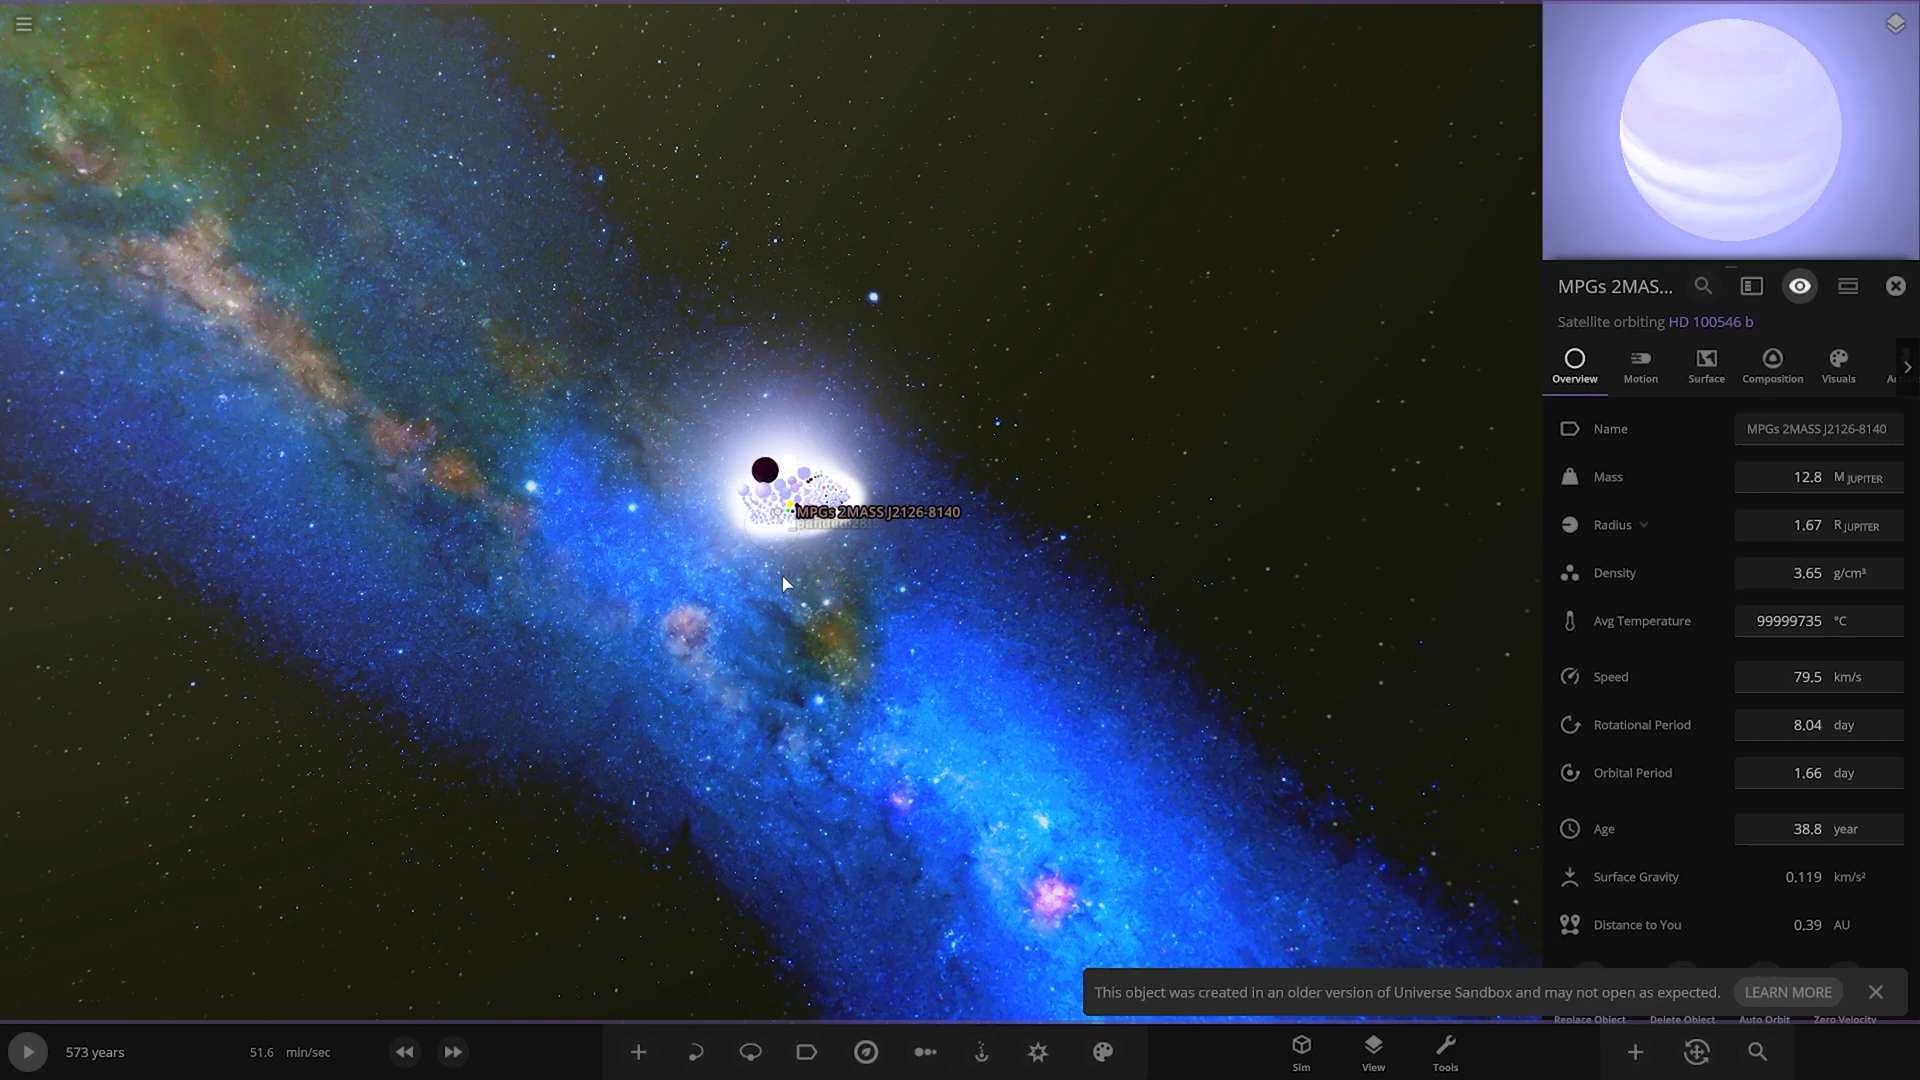 MPGs 2MAS...
Satellite orbiting HD 100546 b
Overview
Motion
Surface
Composition
Visuals
Name
MPGs 2MASS J2126-8140
Mass
12.8 M JUPITER
Radius
1.67 R JUPITER
Density
3.65 g/cm³
Avg Temperature
99999735 °C
Speed
79.5 km/s
Rotational Period
8.04 day
Orbital Period
1.66 day
Age
38.8 year
Surface Gravity
0.119 km/s²
Distance to You
0.39 AU
MPGs 2MASS J2126-8140
This object was created in an older version of Universe Sandbox and may not open as expected.
LEARN MORE
Replace Object
Delete Object
Auto Orbit
Zero Velocity
573 years
51.6 min/sec
Sim
View
Tools